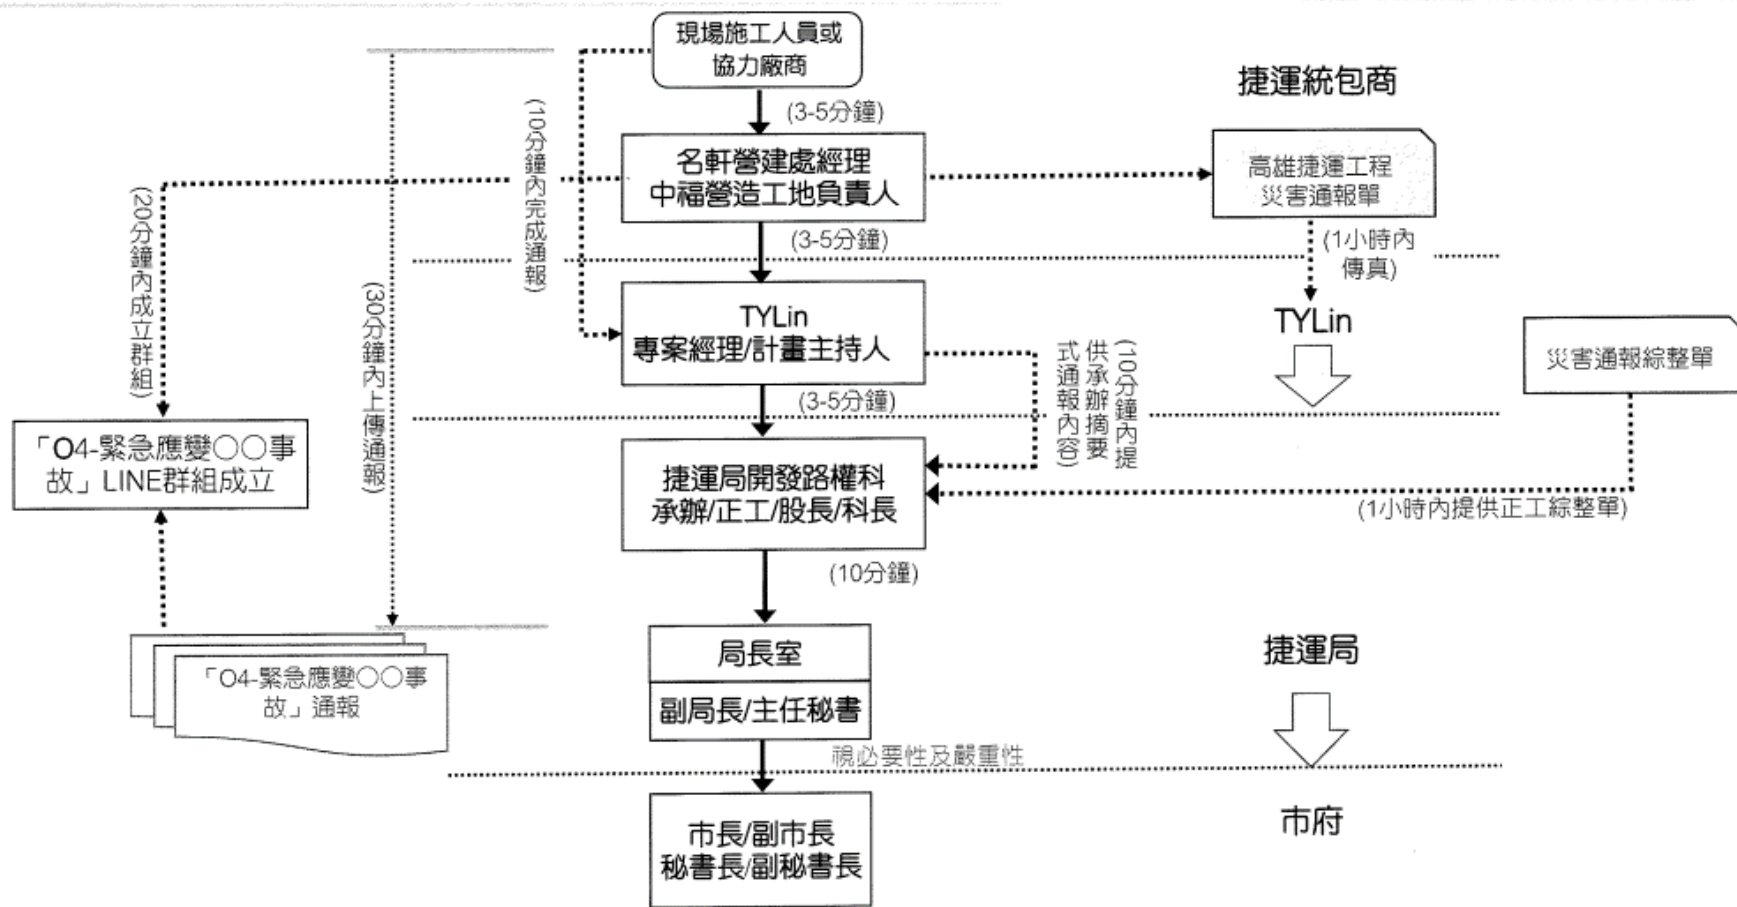 現場施工人員或
協力廠商
捷運統包商
(3-5分鐘)
名軒營建處經理
中福營造工地負責人
高雄捷運工程
災害通報單
(10分鐘內完成通報)
(20分鐘內成立群組)
(30分鐘內上傳通報)
(3-5分鐘)
(1小時內
傳真)
TYLin
專案經理/計畫主持人
TYLin
災害通報綜整單
(10分鐘內提
供承辦摘要
式通報內容)
(3-5分鐘)
「O4-緊急應變○○事
故」LINE群組成立
捷運局開發路權科
承辦/正工/股長/科長
(1小時內提供正工綜整單)
(10分鐘)
局長室
副局長/主任秘書
捷運局
「O4-緊急應變○○事
故」通報
視必要性及嚴重性
市長/副市長
秘書長/副秘書長
市府